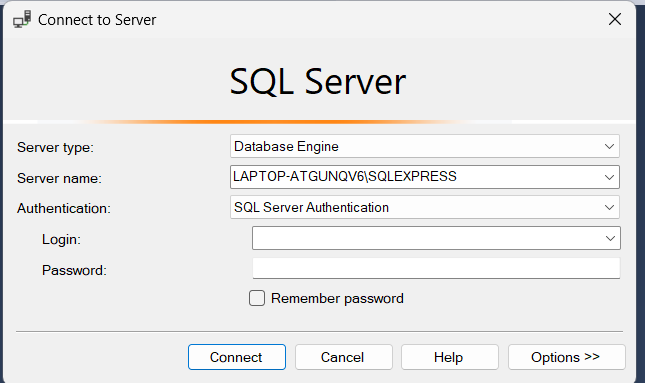 Connect to Server
SQL Server
Server type: Database Engine
Server name: LAPTOP-ATGUNQV6\SQLEXPRESS
Authentication: SQL Server Authentication
Login:
Password:
Remember password
Connect Cancel Help Options >>